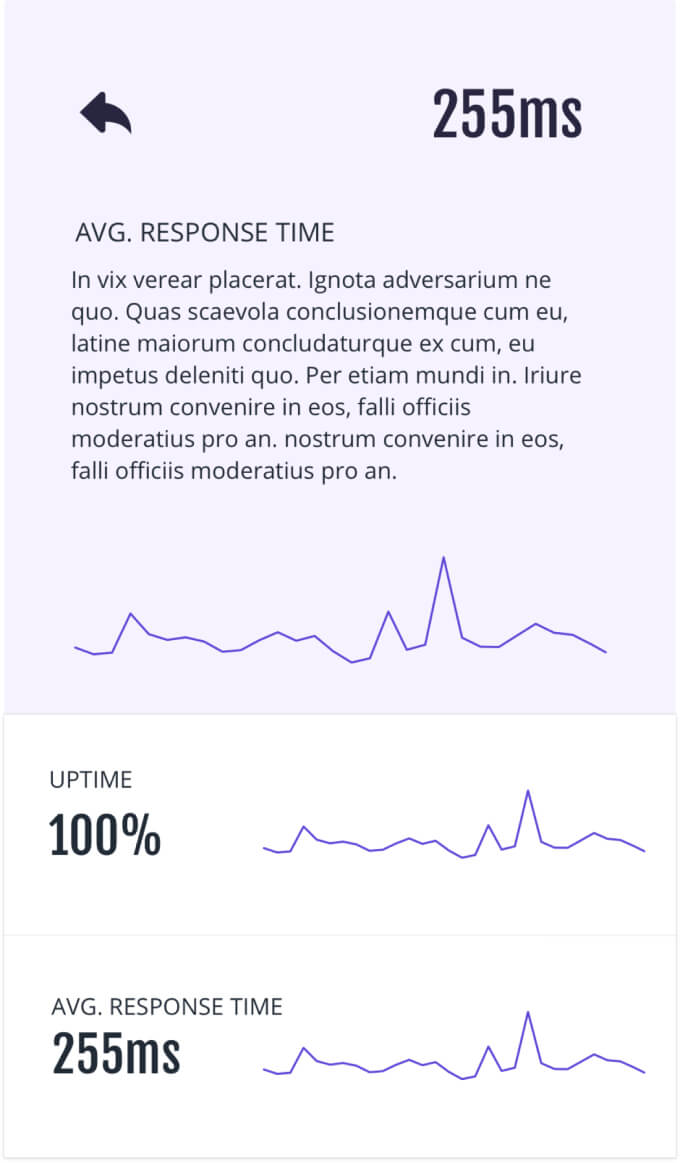 255ms
AVG. RESPONSE TIME
In vix verear placerat. Ignota adversarium ne
quo. Quas scaevola conclusionemque cum eu,
latine maiorum concludaturque ex cum, eu
impetus deleniti quo. Per etiam mundi in. Iriure
nostrum convenire in eos, falli officiis
moderatius pro an. nostrum convenire in eos,
falli officiis moderatius pro an.
UPTIME
100%
AVG. RESPONSE TIME
255ms